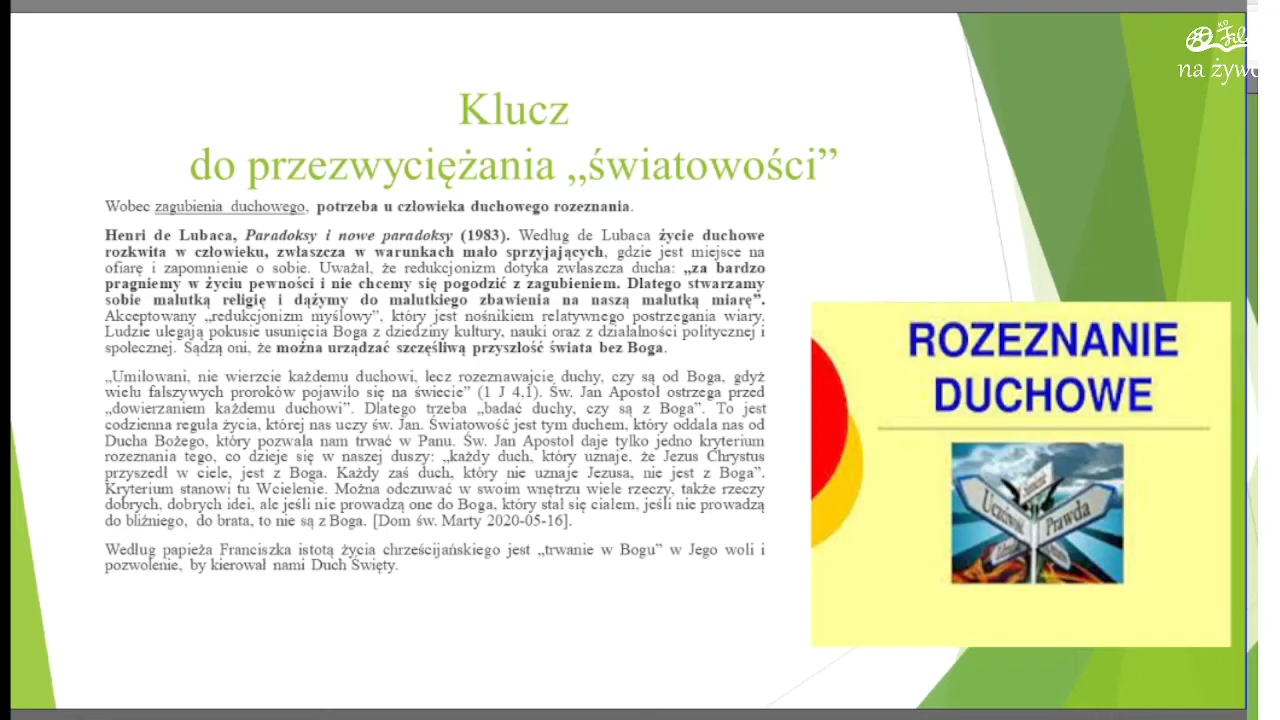 Klucz
do przezwyciężania „światowości”
Wobec zagubienia duchowego, potrzeba u człowieka duchowego rozeznania.
Henri de Lubaca, Paradoksy i nowe paradoksy (1983). Według de Lubaca życie duchowe
rozkwita w człowieku, zwłaszcza w warunkach mało sprzyjających, gdzie jest miejsce na
ofiarę i zapomnienie o sobie. Uważał, że redukcjonizm dotyka zwłaszcza ducha: „za bardzo
pragniemy w życiu pewności i nie chcemy się pogodzić z zagubieniem. Dlatego stwarzamy
sobie malutką religię i dążymy do malutkiego zbawienia na naszą malutką miarę”.
Akceptowany „redukcjonizm myślowy”, który jest nośnikiem relatywnego postrzegania wiary.
Ludzie ulegają pokusie usunięcia Boga z dziedziny kultury, nauki oraz z działalności politycznej i
społecznej. Sądzą oni, że można urządzać szczęśliwą przyszłość świata bez Boga.
„Umiłowani, nie wierzcie każdemu duchowi, lecz rozeznawajcie duchy, czy są od Boga, gdyż
wielu fałszywych proroków pojawiło się na świecie” (1 J 4,1). Św. Jan Apostoł ostrzega przed
„dowierzaniem każdemu duchowi”. Dlatego trzeba „badać duchy, czy są z Boga”. To jest
codzienna reguła życia, której nas uczy św. Jan. Światowość jest tym duchem, który oddala nas od
Ducha Bożego, który pozwala nam trwać w Panu. Św. Jan Apostoł daje tylko jedno kryterium
rozeznania tego, co dzieje się w naszej duszy: „każdy duch, który uznaje, że Jezus Chrystus
przyszedł w ciele, jest z Boga. Każdy zaś duch, który nie uznaje Jezusa, nie jest z Boga”.
Kryterium stanowi tu Wcielenie. Można odczuwać w swoim wnętrzu wiele rzeczy, także rzeczy
dobrych, dobrych idei, ale jeśli nie prowadzą one do Boga, który stał się ciałem, jeśli nie prowadzą
do bliźniego, do brata, to nie są z Boga. [Dom św. Marty 2020-05-16].
Według papieża Franciszka istotą życia chrześcijańskiego jest „trwanie w Bogu” w Jego woli i
pozwolenie, by kierował nami Duch Święty.
ROZEZNANIE
DUCHOWE
Uczciwość
Prawda
na żywo